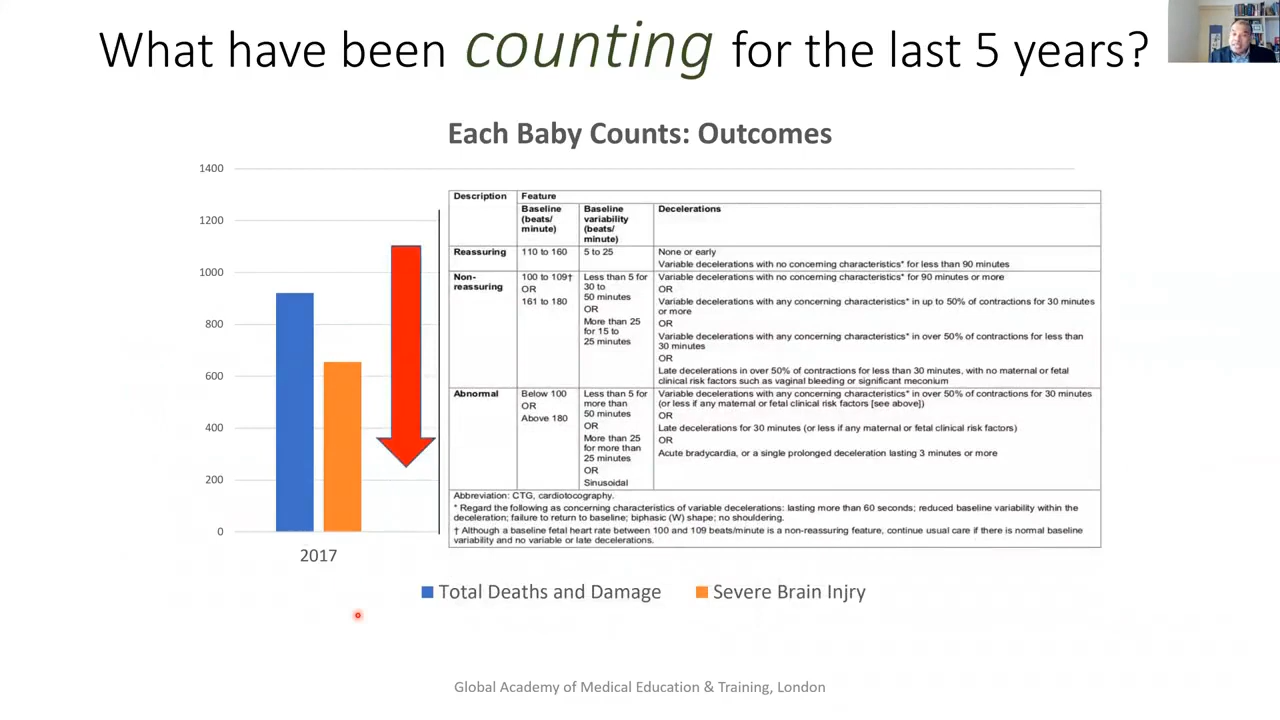 What have been counting for the last 5 years?
Each Baby Counts: Outcomes
1400
1200
1000
800
600
400
200
0
2017
Description
Feature
Baseline
(beats/
minute)
Baseline
variability
(beats/
minute)
Decelerations
Reassuring
110 to 160
5 to 25
None or early
Variable decelerations with no concerning characteristics* for less than 90 minutes
Non-
reassuring
100 to 109†
OR
161 to 180
Less than 5 for
30 to
50 minutes
OR
More than 25
for 15 to
25 minutes
Variable decelerations with no concerning characteristics* for 90 minutes or more
OR
Variable decelerations with any concerning characteristics* in up to 50% of contractions for 30 minutes
or more
OR
Variable decelerations with any concerning characteristics* in over 50% of contractions for less than
30 minutes
OR
Late decelerations in over 50% of contractions for less than 30 minutes, with no maternal or fetal
clinical risk factors such as vaginal bleeding or significant meconium
Abnormal
Below 100
OR
Above 180
Less than 5 for
more than
50 minutes
OR
More than 25
for more than
25 minutes
OR
Sinusoidal
Variable decelerations with any concerning characteristics* in over 50% of contractions for 30 minutes
(or less if any maternal or fetal clinical risk factors [see above])
OR
Late decelerations for 30 minutes (or less if any maternal or fetal clinical risk factors)
OR
Acute bradycardia, or a single prolonged deceleration lasting 3 minutes or more
Abbreviation: CTG, cardiotocography.
* Regard the following as concerning characteristics of variable decelerations: lasting more than 60 seconds; reduced baseline variability within the
deceleration; failure to return to baseline; biphasic (W) shape; no shouldering.
† Although a baseline fetal heart rate between 100 and 109 beats/minute is a non-reassuring feature, continue usual care if there is normal baseline
variability and no variable or late decelerations.
Total Deaths and Damage
Severe Brain Injry
Global Academy of Medical Education & Training, London